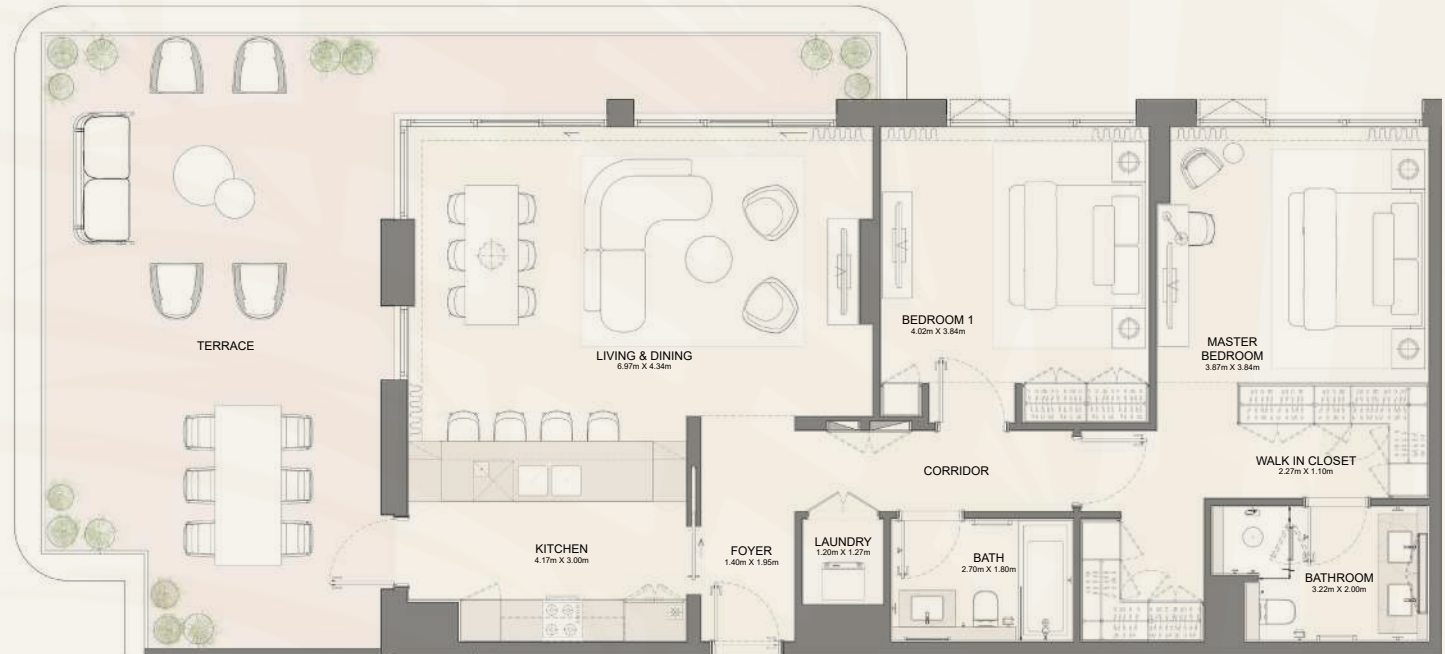 TERRACE
LIVING & DINING
6.97m X 4.34m
BEDROOM 1
4.02m X 3.84m
MASTER
BEDROOM
3.87m X 3.84m
CORRIDOR
WALK IN CLOSET
2.27m X 1.10m
KITCHEN
4.17m X 3.00m
FOYER
1.40m X 1.95m
LAUNDRY
1.20m X 1.27m
BATH
2.70m X 1.80m
BATHROOM
3.22m X 2.00m